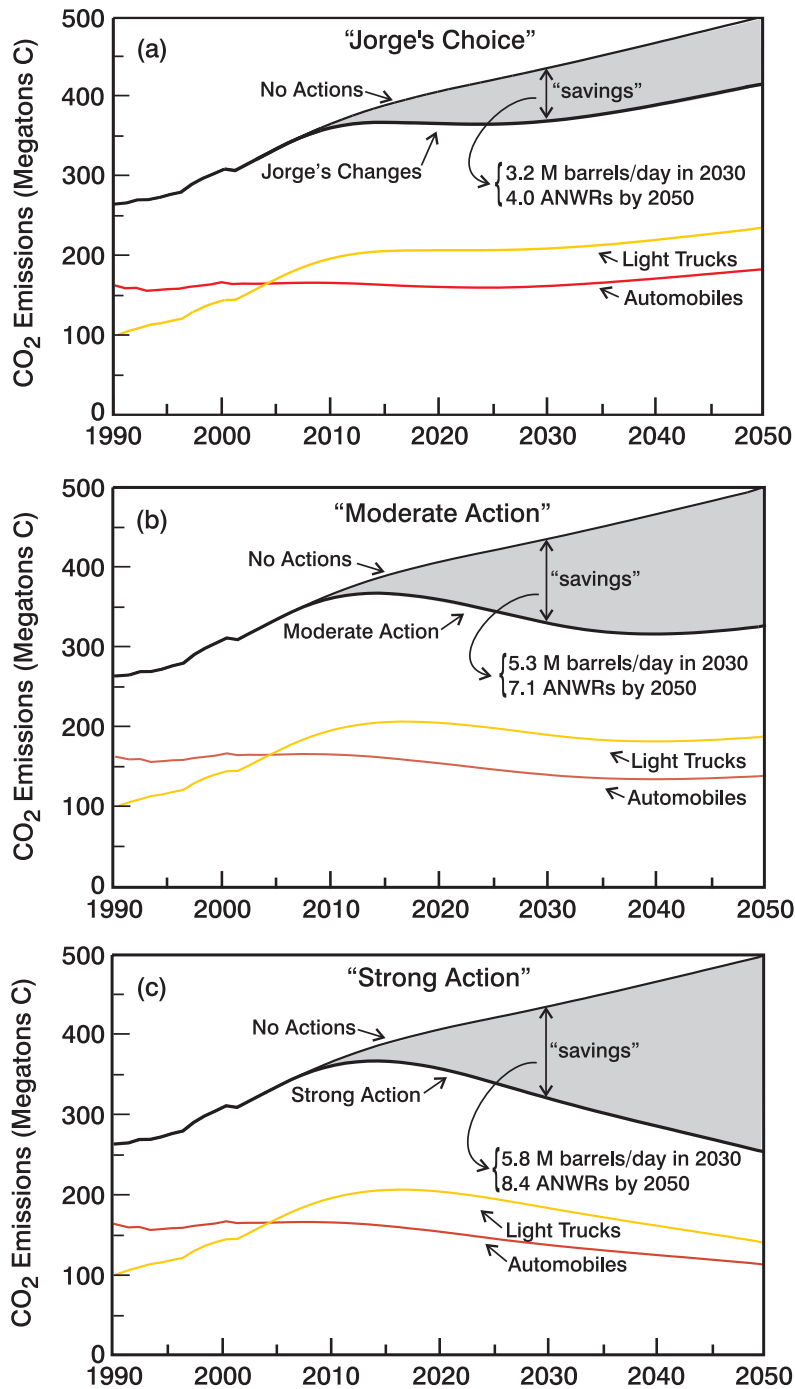 CO2 Emissions (Megatons C)
(a)
“Jorge's Choice”
No Actions
“savings”
Jorge’s Changes
3.2 M barrels/day in 2030
4.0 ANWRs by 2050
Light Trucks
Automobiles
500
400
300
200
100
0
1990 2000 2010 2020 2030 2040 2050
CO2 Emissions (Megatons C)
(b)
“Moderate Action”
No Actions
“savings”
Moderate Action
5.3 M barrels/day in 2030
7.1 ANWRs by 2050
Light Trucks
Automobiles
500
400
300
200
100
0
1990 2000 2010 2020 2030 2040 2050
CO2 Emissions (Megatons C)
(c)
“Strong Action”
No Actions
“savings”
Strong Action
5.8 M barrels/day in 2030
8.4 ANWRs by 2050
Light Trucks
Automobiles
500
400
300
200
100
0
1990 2000 2010 2020 2030 2040 2050